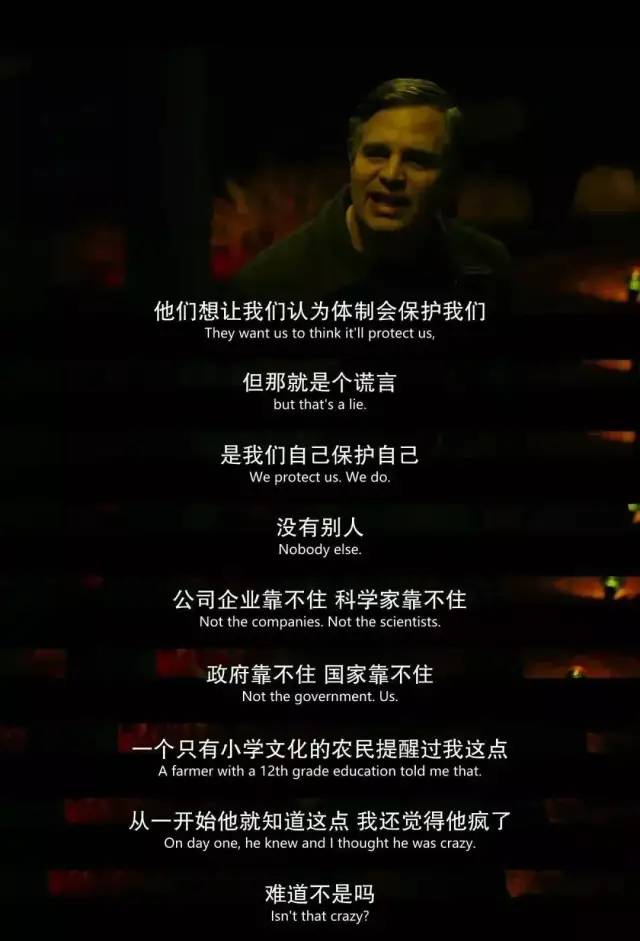 他们想让我们认为体制会保护我们
They want us to think it'll protect us,
但那就是个谎言
but that's a lie.
是我们自己保护自己
We protect us. We do.
没有别人
Nobody else.
公司企业靠不住 科学家靠不住
Not the companies. Not the scientists.
政府靠不住 国家靠不住
Not the government. Us.
一个只有小学文化的农民提醒过我这点
A farmer with a 12th grade education told me that.
从一开始他就知道这点 我还觉得他疯了
On day one, he knew and I thought he was crazy.
难道不是吗
Isn't that crazy?